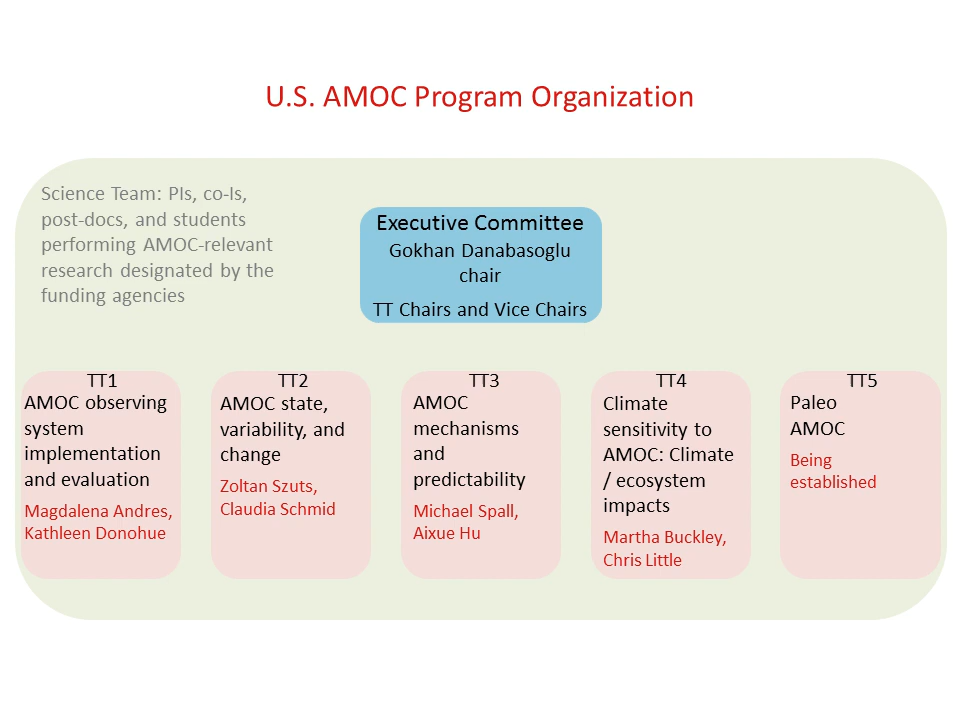 U.S. AMOC Program Organization
Science Team: PIs, co-Is,
post-docs, and students
performing AMOC-relevant
research designated by the
funding agencies
Executive Committee
Gokhan Danabasoglu
chair
TT Chairs and Vice Chairs
TT1
AMOC observing
system
implementation
and evaluation
Magdalena Andres,
Kathleen Donohue
TT2
AMOC state,
variability, and
change
Zoltan Szuts,
Claudia Schmid
TT3
AMOC
mechanisms
and
predictability
Michael Spall,
Aixue Hu
TT4
Climate
sensitivity to
AMOC: Climate
/ ecosystem
impacts
Martha Buckley,
Chris Little
TT5
Paleo
AMOC
Being
established